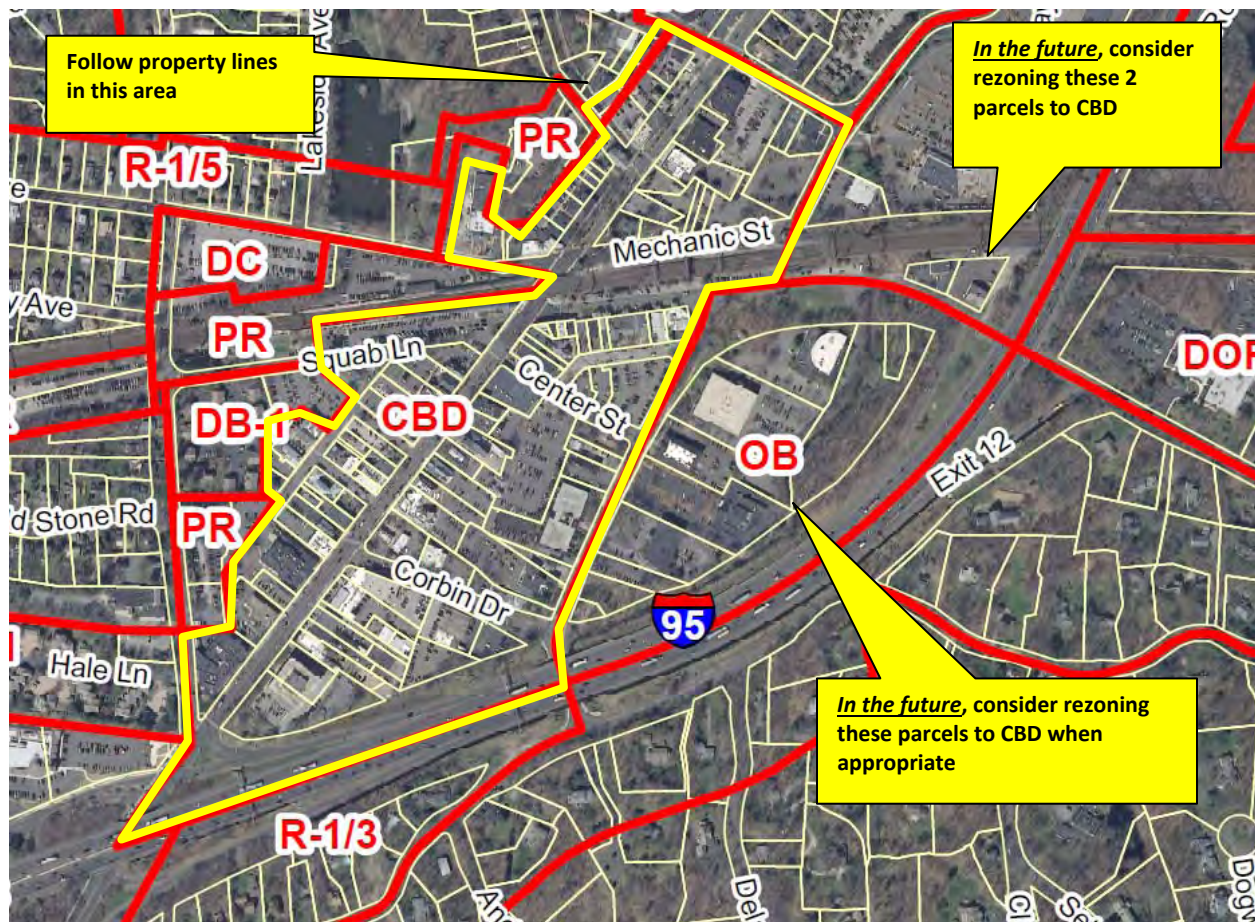 Follow property lines
in this area
In the future, consider
rezoning these 2
parcels to CBD
PR
R-1/5
DC
Mechanic St
PR
Squab Ln
DB-1
CBD
Center St
OB
Exit 12
PR
Corbin Dr
95
Hale Ln
In the future, consider rezoning
these parcels to CBD when
appropriate
R-1/3